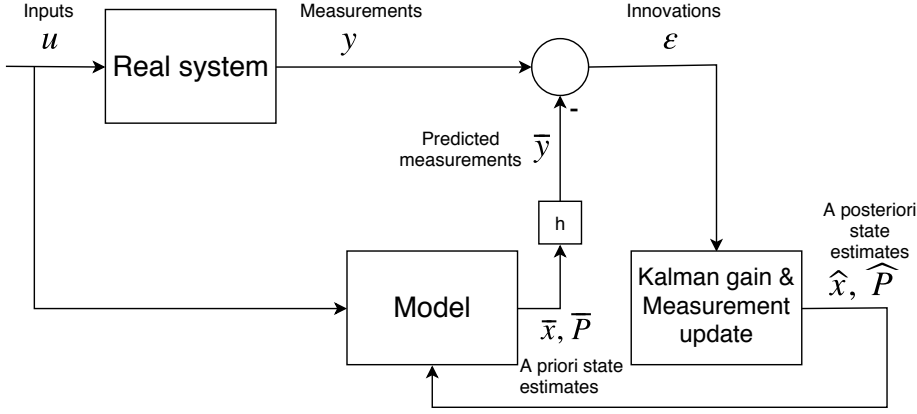 Inputs
u
Real system
Measurements
y
Innovations
ε
-
Predicted
measurements
y̅
h
Model
x̅, P̅
A priori state
estimates
Kalman gain &
Measurement
update
A posteriori
state
estimates
x̂, P̂